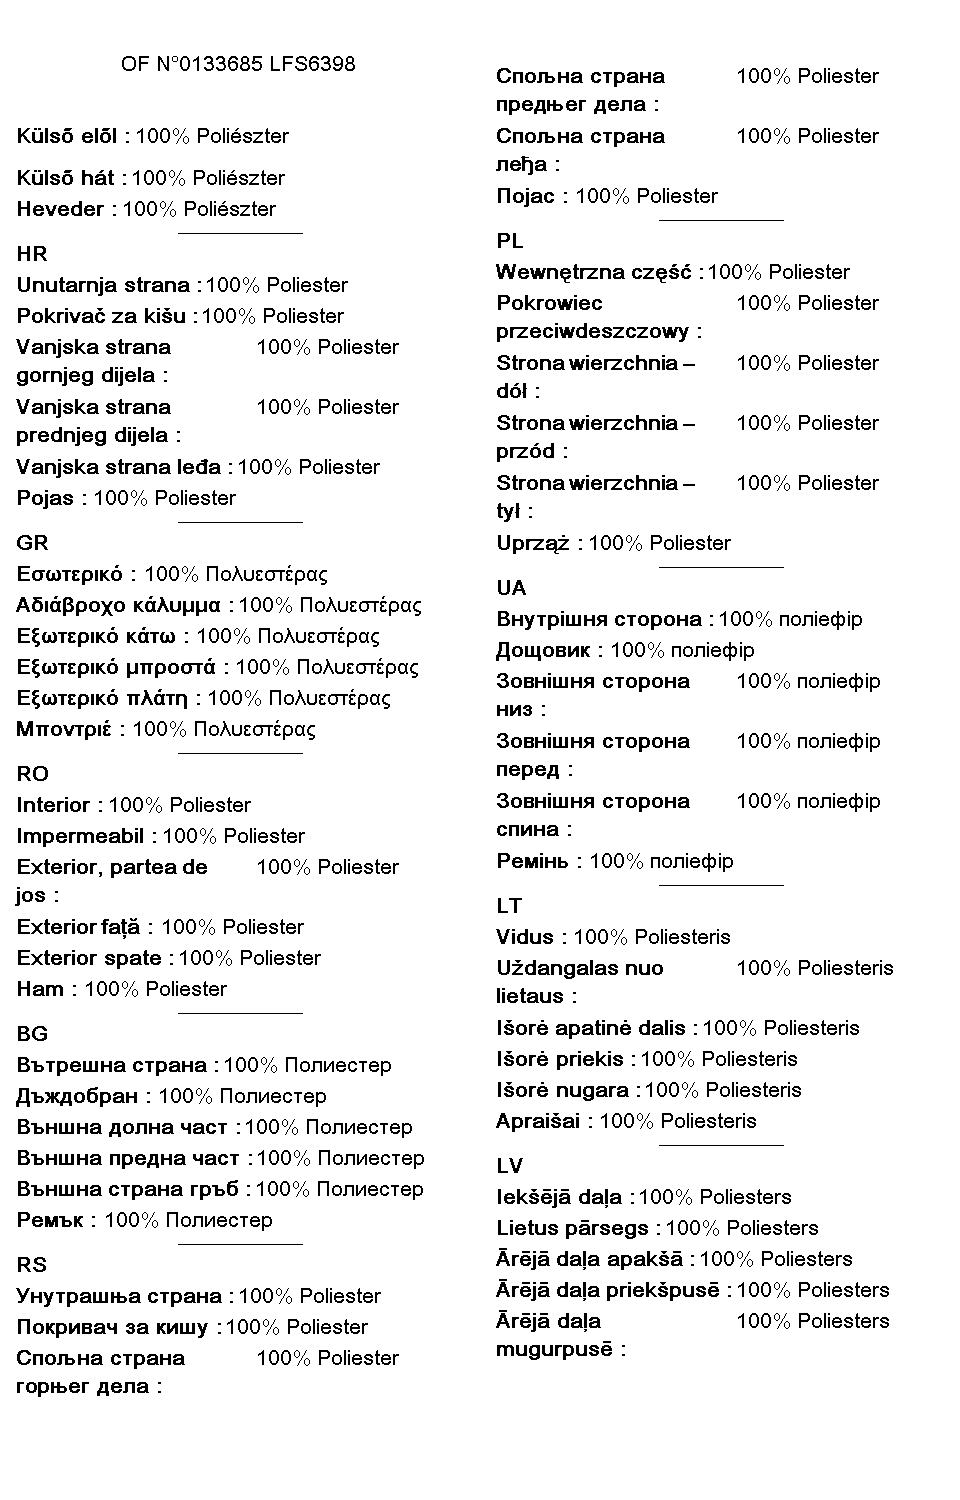 OF N°0133685 LFS6398
Külsõ elõl : 100% Poliészter
Külsõ hát : 100% Poliészter
Heveder : 100% Poliészter
HR
Unutarnja strana : 100% Poliester
Pokrivač za kišu : 100% Poliester
Vanjska strana 100% Poliester
gornjeg dijela :
Vanjska strana 100% Poliester
prednjeg dijela :
Vanjska strana leđa : 100% Poliester
Pojas : 100% Poliester
GR
Εσωτερικό : 100% Πολυεστέρας
Αδιάβροχο κάλυμμα : 100% Πολυεστέρας
Εξωτερικό κάτω : 100% Πολυεστέρας
Εξωτερικό μπροστά : 100% Πολυεστέρας
Εξωτερικό πλάτη : 100% Πολυεστέρας
Μποντριέ : 100% Πολυεστέρας
RO
Interior : 100% Poliester
Impermeabil : 100% Poliester
Exterior, partea de 100% Poliester
jos :
Exterior față : 100% Poliester
Exterior spate : 100% Poliester
Ham : 100% Poliester
BG
Вътрешна страна : 100% Полиестер
Дъждобран : 100% Полиестер
Външна долна част : 100% Полиестер
Външна предна част : 100% Полиестер
Външна страна гръб : 100% Полиестер
Ремък : 100% Полиестер
RS
Унутрашња страна : 100% Poliester
Покривач за кишу : 100% Poliester
Спољна страна 100% Poliester
горњег дела :
Спољна страна 100% Poliester
предњег дела :
Спољна страна 100% Poliester
леђа :
Појас : 100% Poliester
PL
Wewnętrzna część : 100% Poliester
Pokrowiec 100% Poliester
przeciwdeszczowy :
Strona wierzchnia – 100% Poliester
dół :
Strona wierzchnia – 100% Poliester
przód :
Strona wierzchnia – 100% Poliester
tył :
Uprząż : 100% Poliester
UA
Внутрішня сторона : 100% поліефір
Дощовик : 100% поліефір
Зовнішня сторона 100% поліефір
низ :
Зовнішня сторона 100% поліефір
перед :
Зовнішня сторона 100% поліефір
спина :
Ремінь : 100% поліефір
LT
Vidus : 100% Poliesteris
Uždangalas nuo 100% Poliesteris
lietaus :
Išorė apatinė dalis : 100% Poliesteris
Išorė priekis : 100% Poliesteris
Išorė nugara : 100% Poliesteris
Apraišai : 100% Poliesteris
LV
Iekšējā daļa : 100% Poliesters
Lietus pārsegs : 100% Poliesters
Ārējā daļa apakšā : 100% Poliesters
Ārējā daļa priekšpusē : 100% Poliesters
Ārējā daļa 100% Poliesters
mugurpusē :